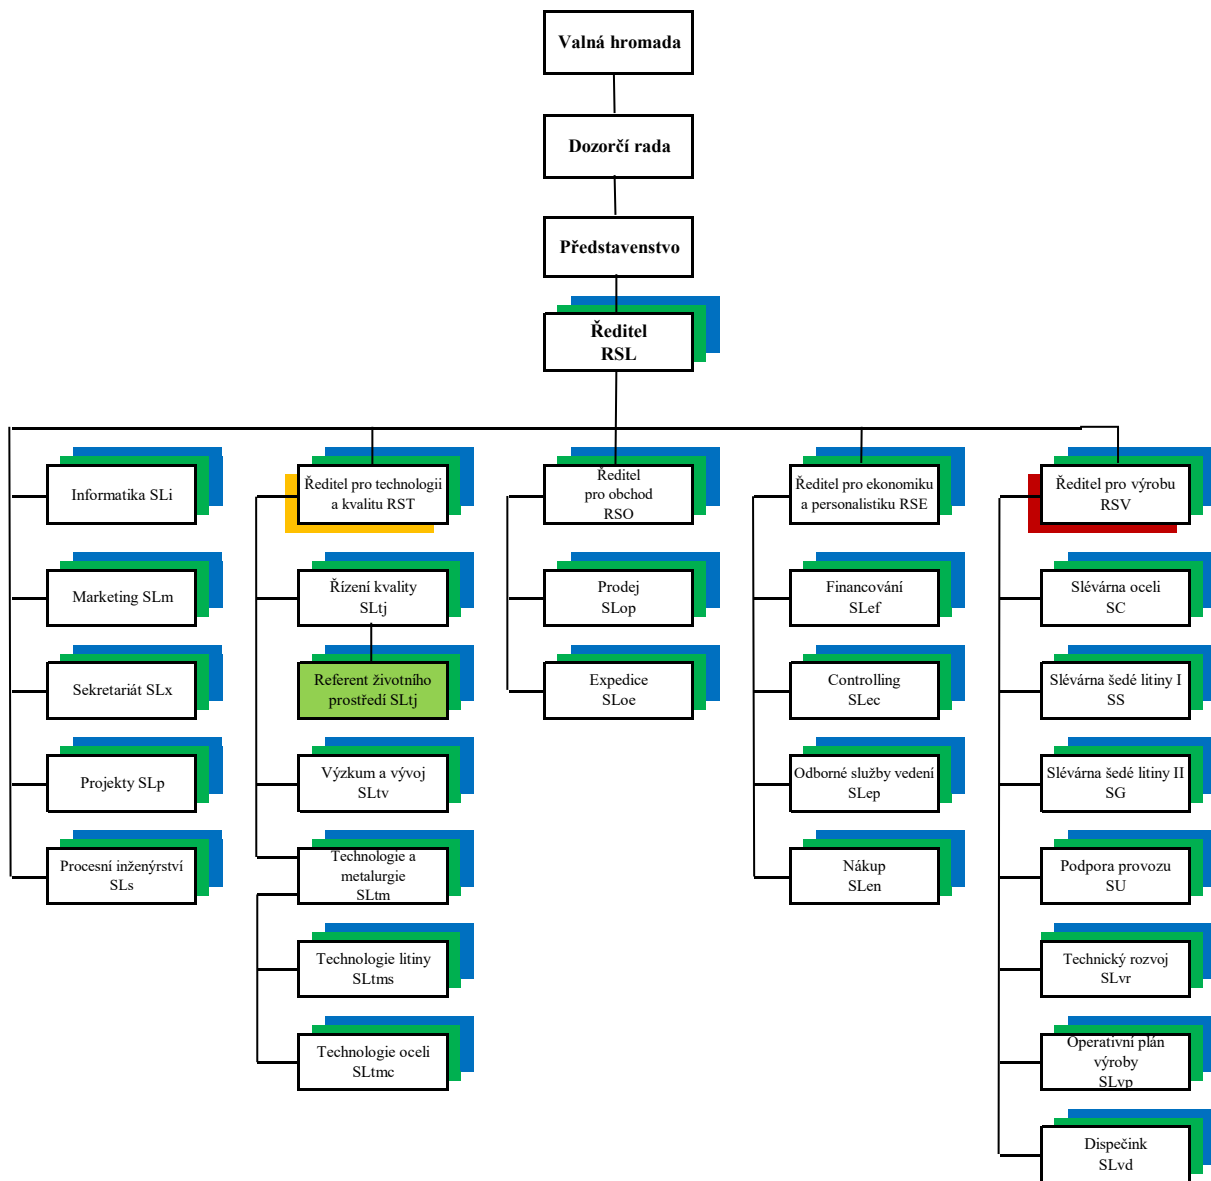 Valná hromada
Dozorčí rada
Představenstvo
Ředitel
RSL
Informatika SLi
Marketing SLm
Sekretariát SLx
Projekty SLp
Procesní inženýrství
SLs
Ředitel pro technologii
a kvalitu RST
Řízení kvality
SLtj
Referent životního
prostředí SLtj
Výzkum a vývoj
SLtv
Technologie a
metalurgie
SLtm
Technologie litiny
SLtms
Technologie oceli
SLtmc
Ředitel
pro obchod
RSO
Prodej
SLop
Expedice
SLoe
Ředitel pro ekonomiku
a personalistiku RSE
Financování
SLef
Controlling
SLec
Odborné služby vedení
SLep
Nákup
SLen
Ředitel pro výrobu
RSV
Slévárna oceli
SC
Slévárna šedé litiny I
SS
Slévárna šedé litiny II
SG
Podpora provozu
SU
Technický rozvoj
SLvr
Operativní plán
výroby
SLvp
Dispečink
SLvd